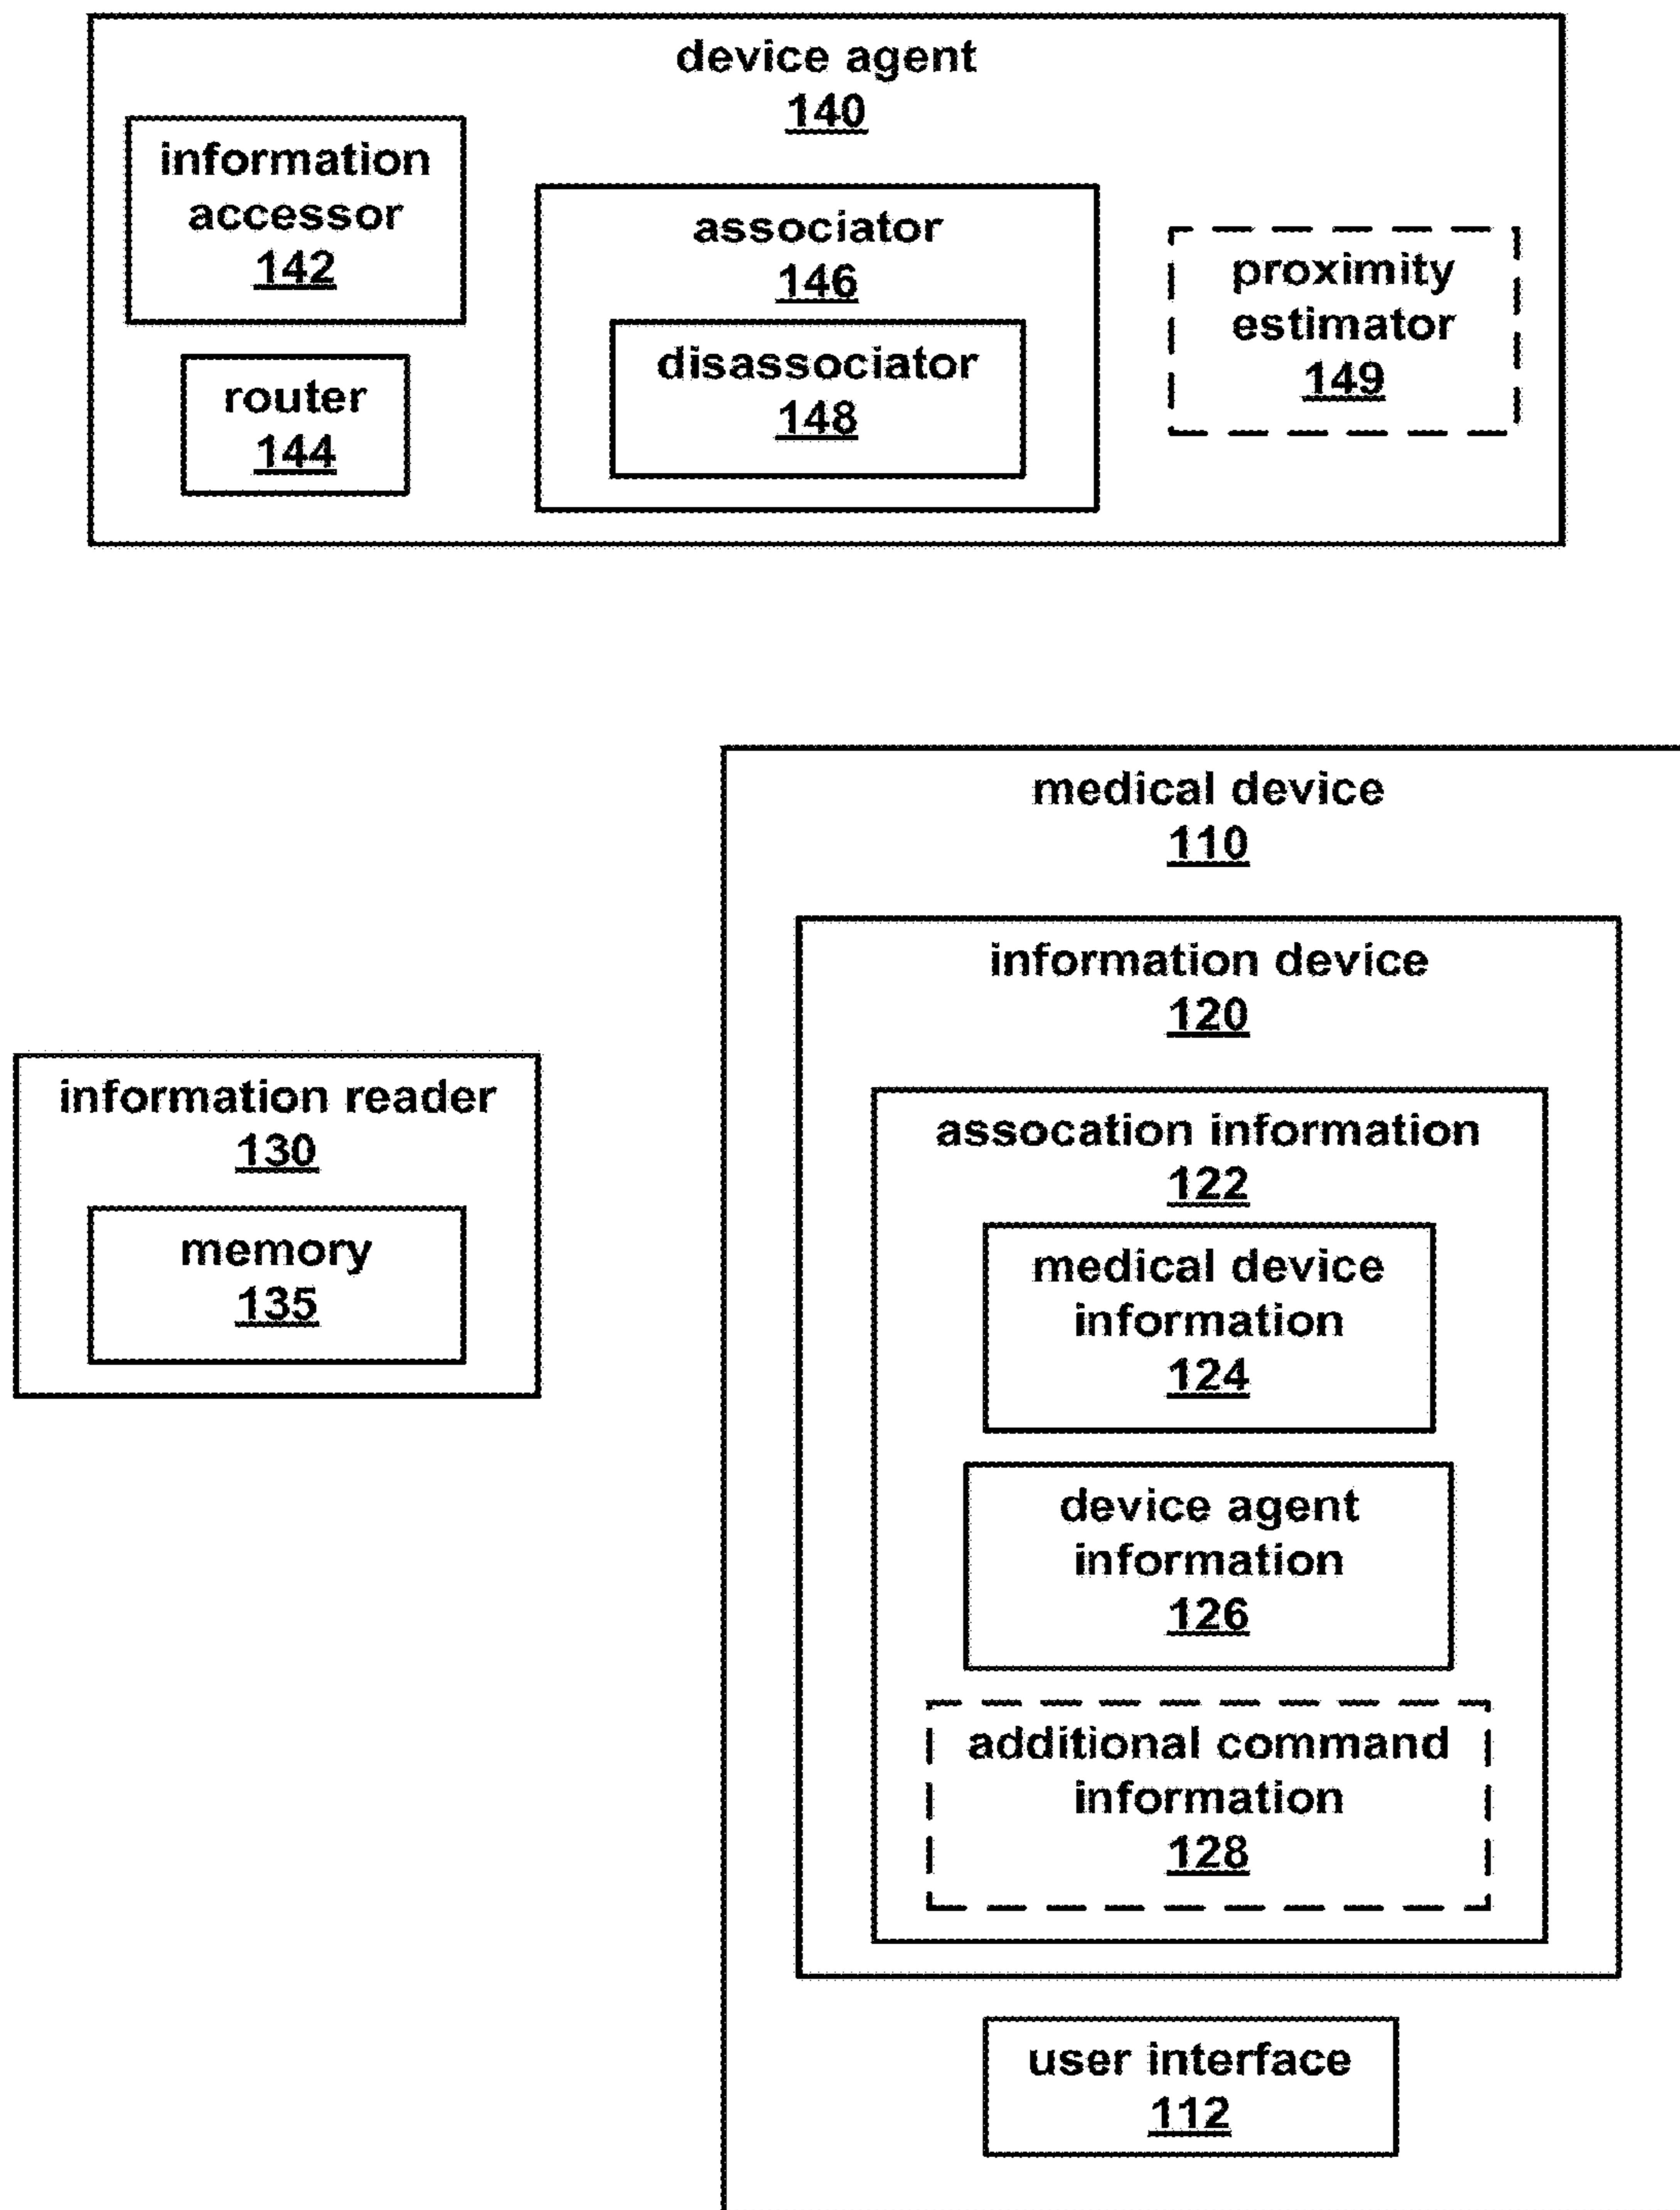 device agent
140
information
accessor
142
router
144
associator
146
disassociator
148
proximity
estimator
149
medical device
110
information device
120
information reader
130
memory
135
assocation information
122
medical device
information
124
device agent
information
126
additional command
information
128
user interface
112